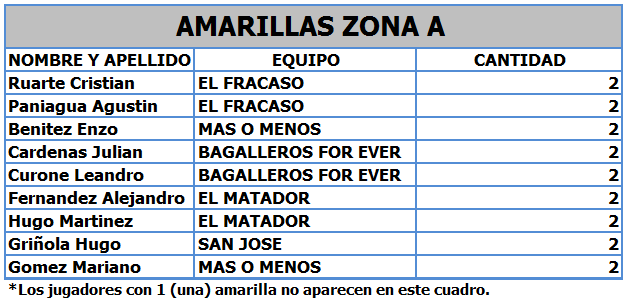 AMARILLAS ZONA A
NOMBRE Y APELLIDO EQUIPO CANTIDAD
Ruarte Cristian EL FRACASO 2
Paniagua Agustin EL FRACASO 2
Benitez Enzo MAS O MENOS 2
Cardenas Julian BAGALLEROS FOR EVER 2
Curone Leandro BAGALLEROS FOR EVER 2
Fernandez Alejandro EL MATADOR 2
Hugo Martinez EL MATADOR 2
Griñola Hugo SAN JOSE 2
Gomez Mariano MAS O MENOS 2
*Los jugadores con 1 (una) amarilla no aparecen en este cuadro.